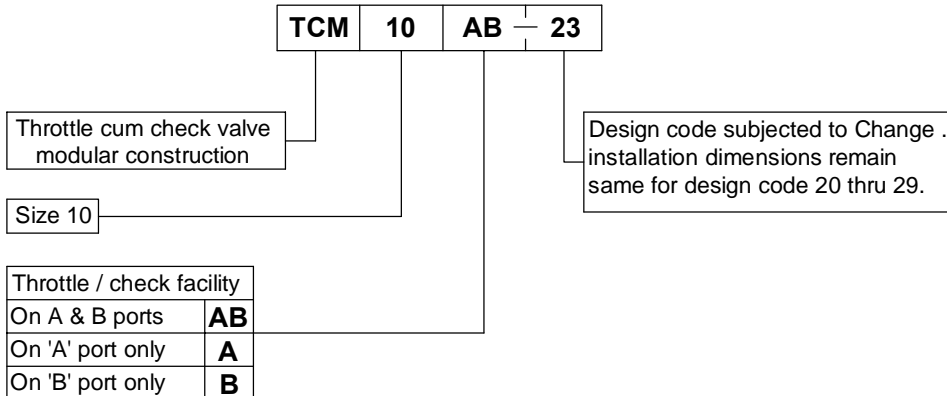 TCM 10 AB – 23
Throttle cum check valve
modular construction
Design code subjected to Change .
installation dimensions remain
same for design code 20 thru 29.
Size 10
Throttle / check facility
On A & B ports AB
On 'A' port only A
On 'B' port only B